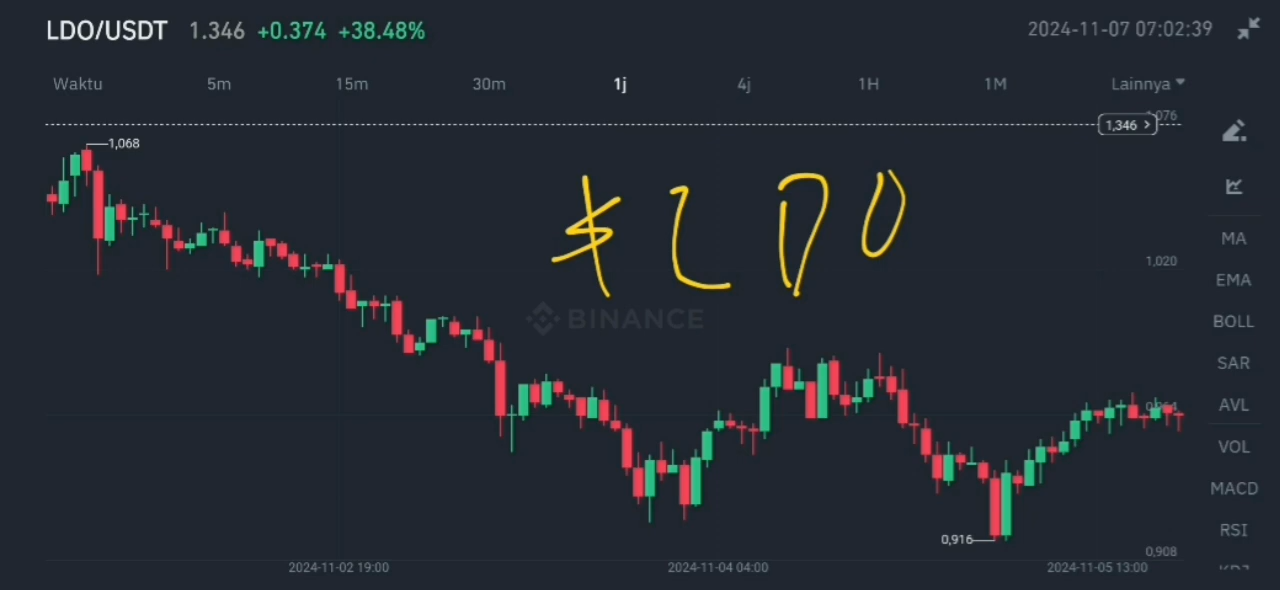 LDO/USDT 1.346 +0.374 +38.48% 2024-11-07 07:02:39
Waktu 5m 15m 30m 1j 4j 1H 1M Lainnya
1,346
1,068
$LDO
MA
1,020
EMA
BINANCE
BOLL
SAR
AVL
VOL
MACD
RSI
0,916
0,908
2024-11-02 19:00 2024-11-04 04:00 2024-11-05 13:00